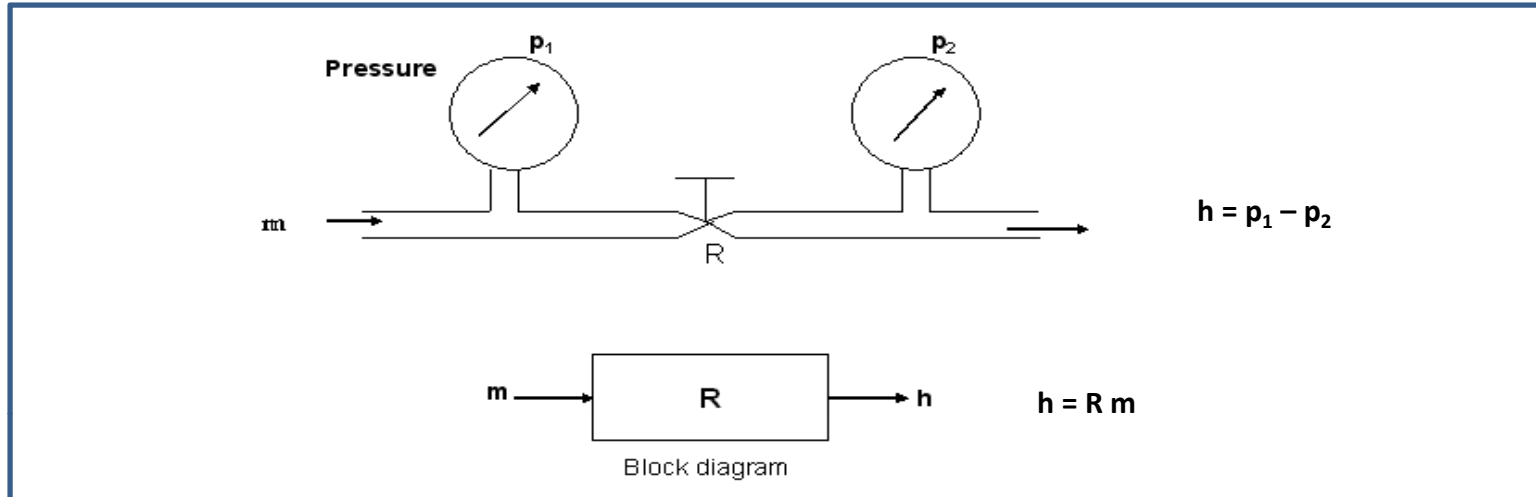 p₁
p₂
Pressure
m
h = p₁ – p₂
R
m
R
h
h = R m
Block diagram